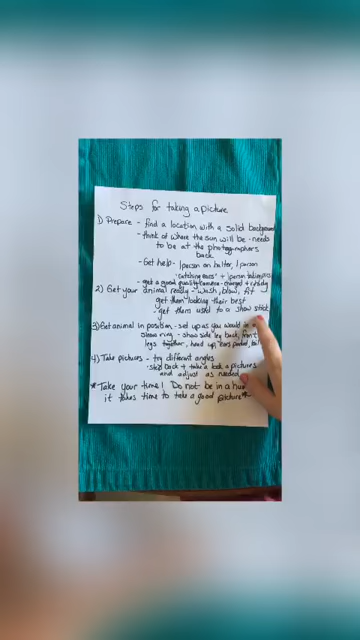 Steps for taking a picture
1) Prepare - find a location with a solid background
- think of where the sun will be - needs
to be at the photographers
back
- Get help - 1 person on halter, 1 person
"catching ears" + 1 person taking pics
- get a good quality camera - charged + ready
2) Get your animal ready - wash, blow, fit
get them looking their best
- get them used to a show stick
3) Get animal in position - set up as you would in a
show ring - show side leg back, front
legs together, head up, ears
4) Take pictures - try different angles
- step back + take a look a pictures
and adjust as needed
* Take your time! Do not be in a
it takes time to take a good picture *